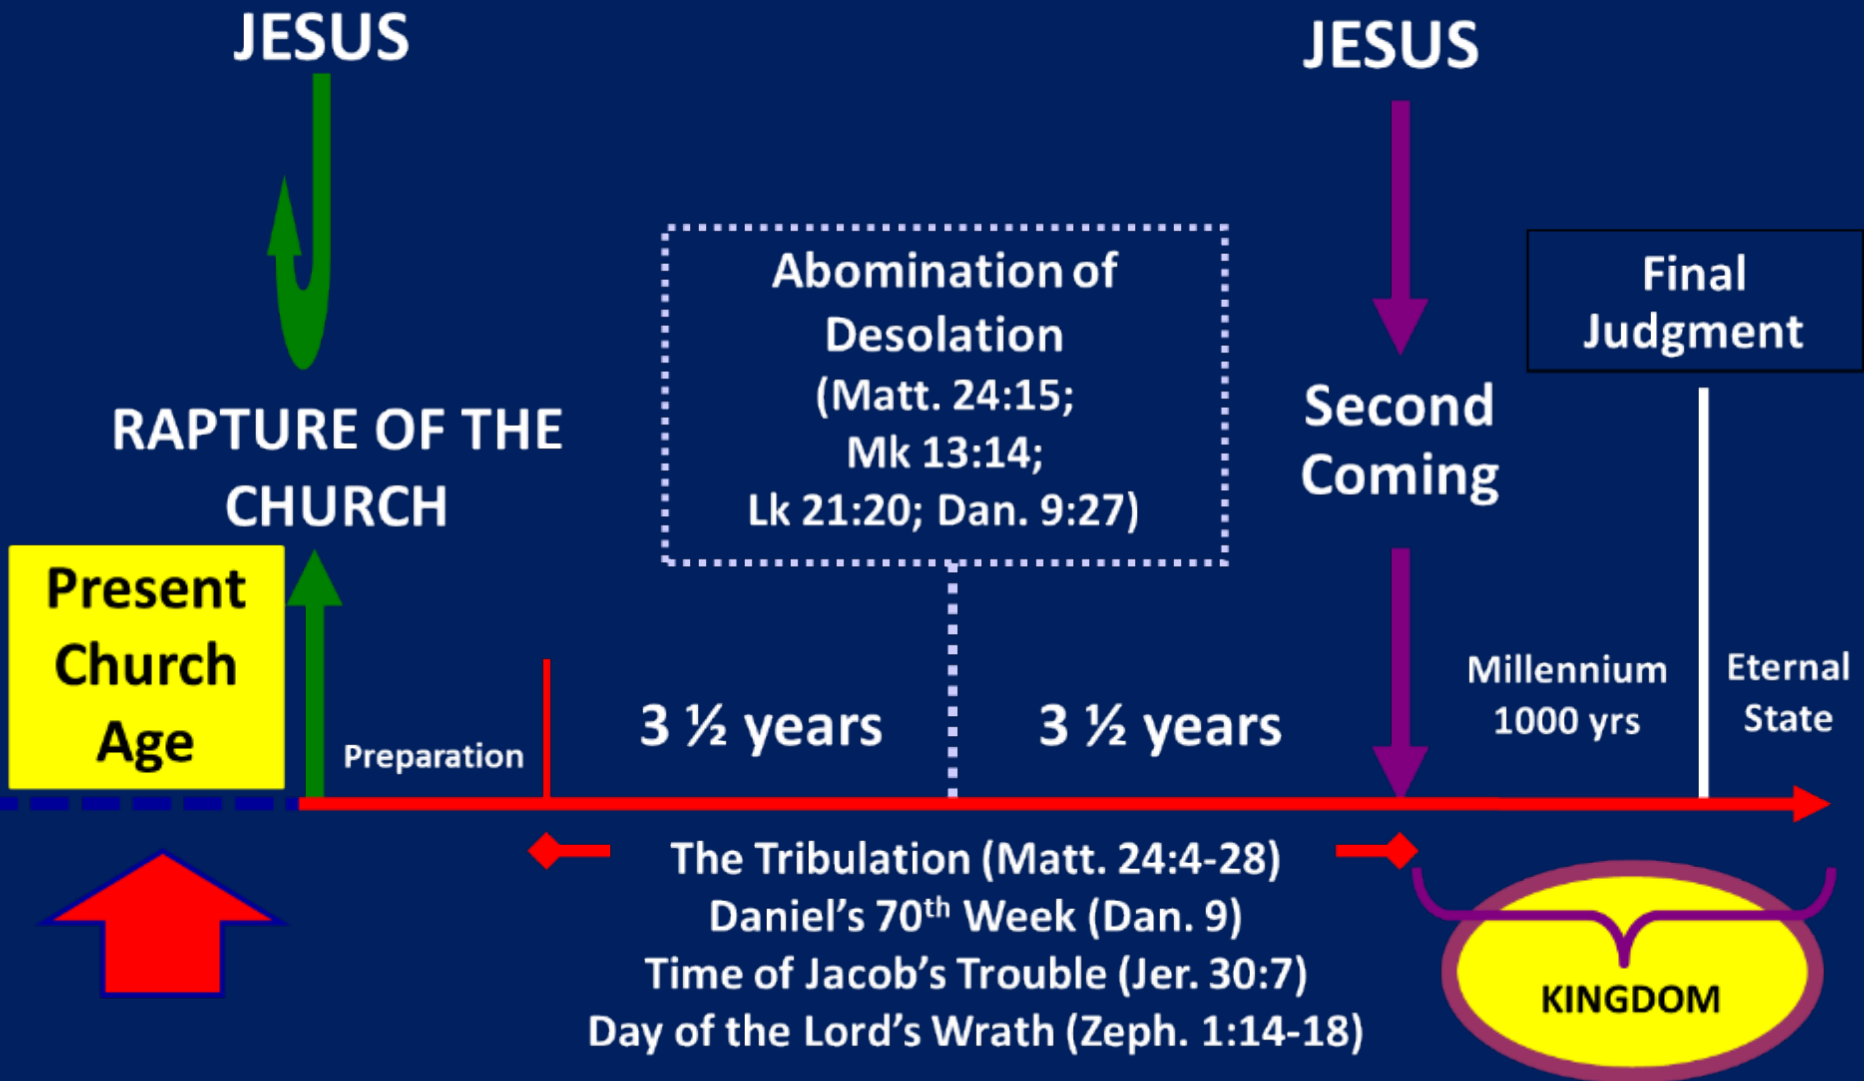 JESUS
RAPTURE OF THE
CHURCH
Present
Church
Age
Preparation
3 ½ years
Abomination of
Desolation
(Matt. 24:15;
Mk 13:14;
Lk 21:20; Dan. 9:27)
3 ½ years
JESUS
Second
Coming
Final
Judgment
Millennium
1000 yrs
Eternal
State
The Tribulation (Matt. 24:4-28)
Daniel’s 70th Week (Dan. 9)
Time of Jacob’s Trouble (Jer. 30:7)
Day of the Lord’s Wrath (Zeph. 1:14-18)
KINGDOM